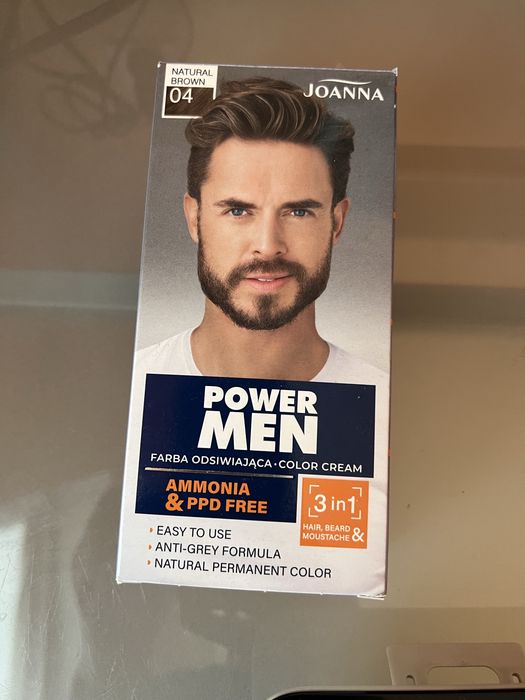 NATURAL
BROWN
04
JOANNA
POWER
MEN
FARBA ODSIWIAJĄCA · COLOR CREAM
AMMONIA
& PPD FREE
3 in 1
HAIR, BEARD
MOUSTACHE &
EASY TO USE
ANTI-GREY FORMULA
NATURAL PERMANENT COLOR